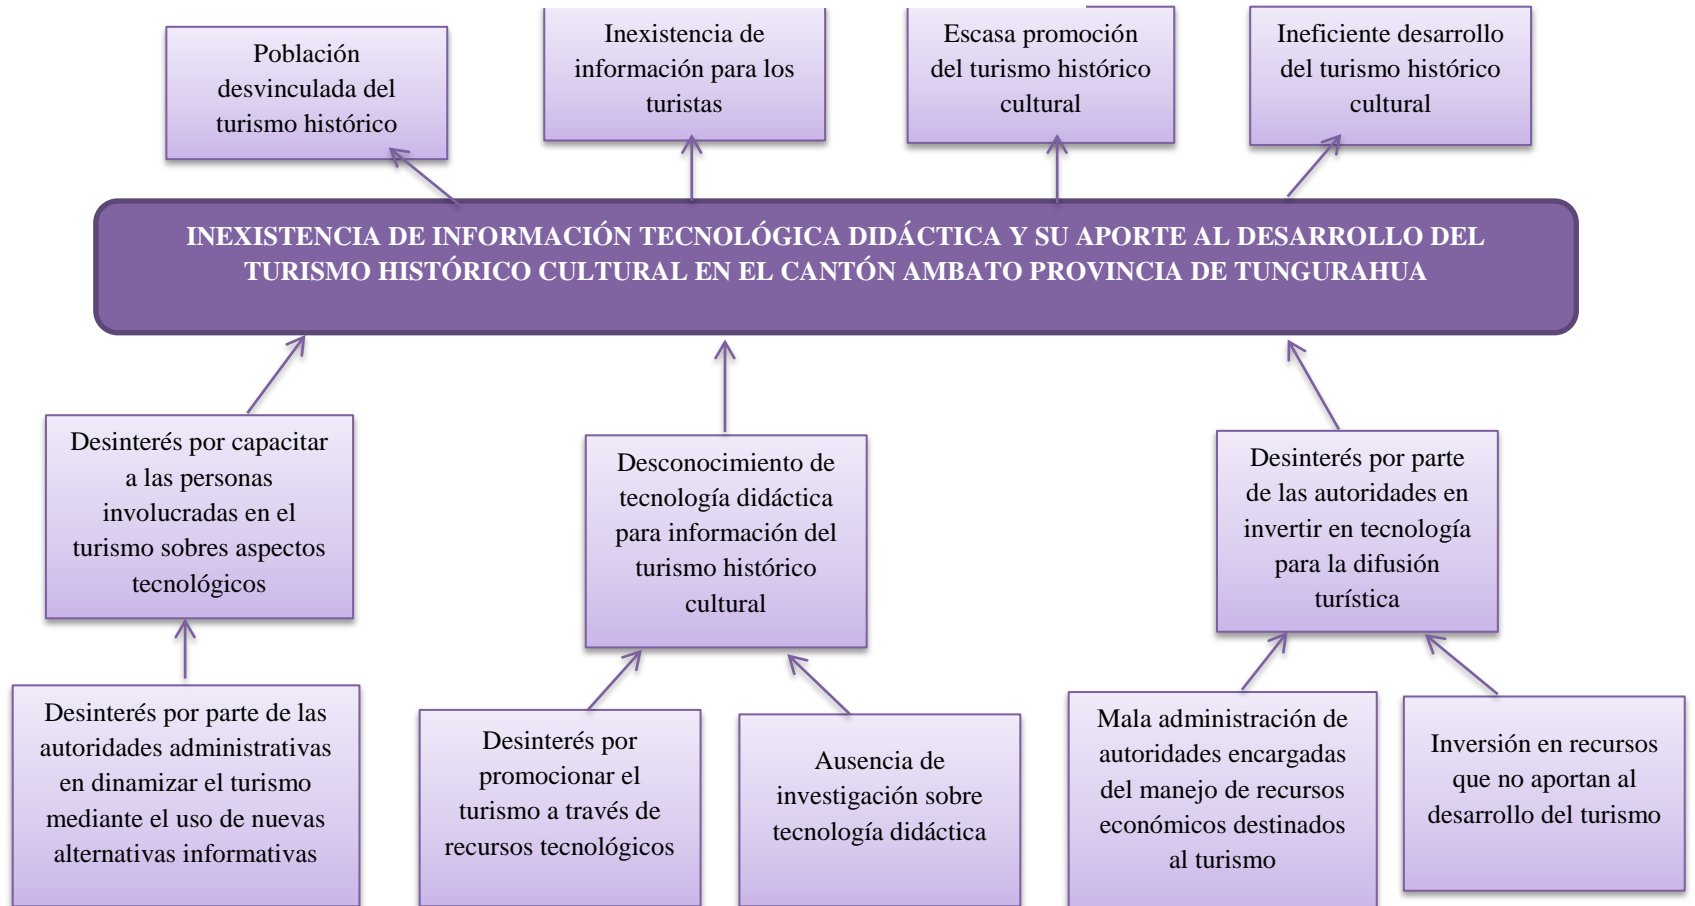 Población
desvinculada del
turismo histórico
Inexistencia de
información para los
turistas
Escasa promoción
del turismo histórico
cultural
Ineficiente desarrollo
del turismo histórico
cultural
INEXISTENCIA DE INFORMACIÓN TECNOLÓGICA DIDÁCTICA Y SU APORTE AL DESARROLLO DEL
TURISMO HISTÓRICO CULTURAL EN EL CANTÓN AMBATO PROVINCIA DE TUNGURAHUA
Desinterés por capacitar
a las personas
involucradas en el
turismo sobres aspectos
tecnológicos
Desconocimiento de
tecnología didáctica
para información del
turismo histórico
cultural
Desinterés por parte
de las autoridades en
invertir en tecnología
para la difusión
turística
Desinterés por parte de las
autoridades administrativas
en dinamizar el turismo
mediante el uso de nuevas
alternativas informativas
Desinterés por
promocionar el
turismo a través de
recursos tecnológicos
Ausencia de
investigación sobre
tecnología didáctica
Mala administración de
autoridades encargadas
del manejo de recursos
económicos destinados
al turismo
Inversión en recursos
que no aportan al
desarrollo del turismo